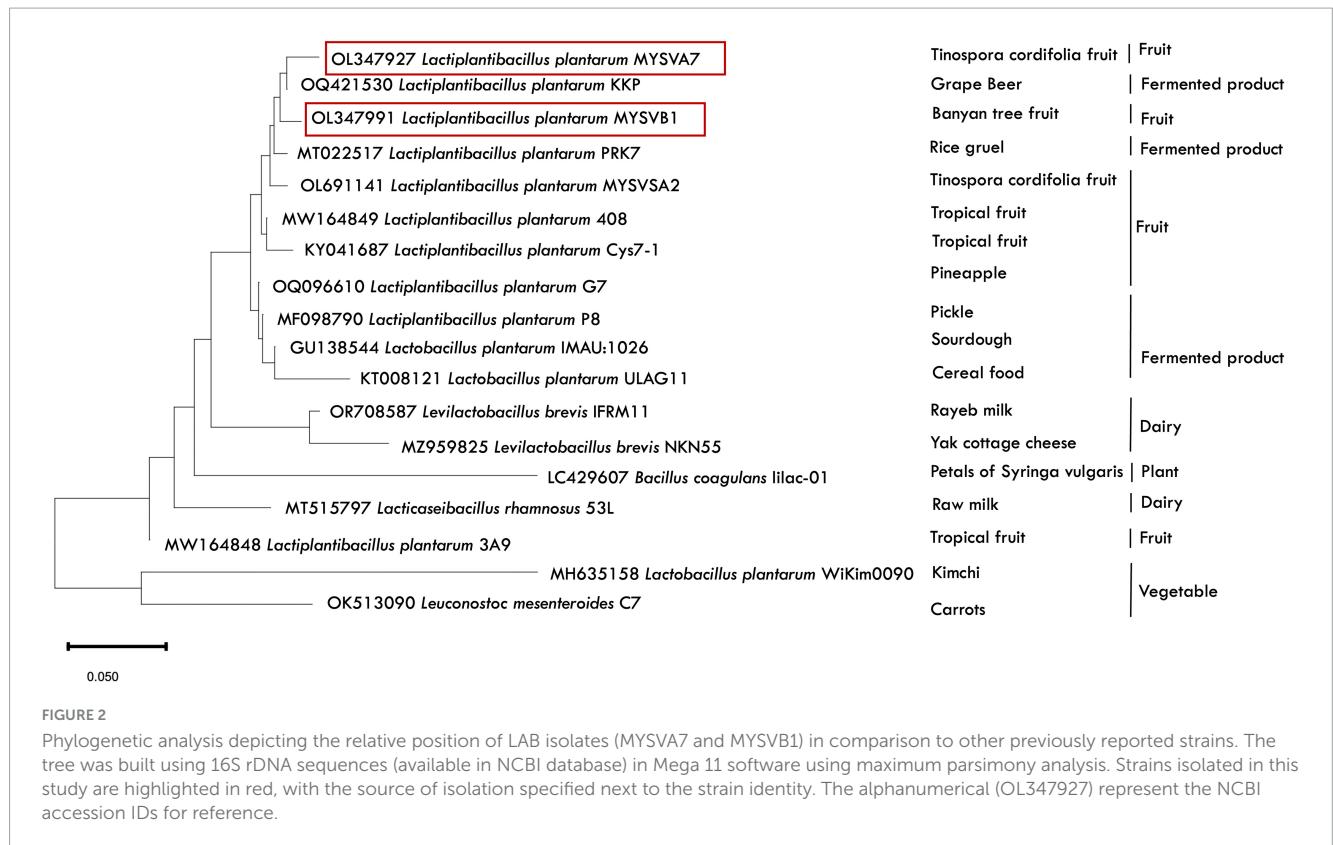 OL347927 Lactiplantibacillus plantarum MYSVA7 Tinospora cordifolia fruit Fruit
OQ421530 Lactiplantibacillus plantarum KKP Grape Beer Fermented product
OL347991 Lactiplantibacillus plantarum MYSVB1 Banyan tree fruit Fruit
MT022517 Lactiplantibacillus plantarum PRK7 Rice gruel Fermented product
OL691141 Lactiplantibacillus plantarum MYSVSA2 Tinospora cordifolia fruit
MW164849 Lactiplantibacillus plantarum 408 Tropical fruit Fruit
KY041687 Lactiplantibacillus plantarum Cys7-1 Tropical fruit
OQ096610 Lactiplantibacillus plantarum G7 Pineapple
MF098790 Lactiplantibacillus plantarum P8 Pickle
GU138544 Lactobacillus plantarum IMAU:1026 Sourdough Fermented product
KT008121 Lactobacillus plantarum ULAG11 Cereal food
OR708587 Levilactobacillus brevis IFRM11 Rayeb milk Dairy
MZ959825 Levilactobacillus brevis NKN55 Yak cottage cheese
LC429607 Bacillus coagulans lilac-01 Petals of Syringa vulgaris Plant
MT515797 Lacticaseibacillus rhamnosus 53L Raw milk Dairy
MW164848 Lactiplantibacillus plantarum 3A9 Tropical fruit Fruit
MH635158 Lactobacillus plantarum WiKim0090 Kimchi Vegetable
OK513090 Leuconostoc mesenteroides C7 Carrots
0.050
FIGURE 2
Phylogenetic analysis depicting the relative position of LAB isolates (MYSVA7 and MYSVB1) in comparison to other previously reported strains. The
tree was built using 16S rDNA sequences (available in NCBI database) in Mega 11 software using maximum parsimony analysis. Strains isolated in this
study are highlighted in red, with the source of isolation specified next to the strain identity. The alphanumerical (OL347927) represent the NCBI
accession IDs for reference.